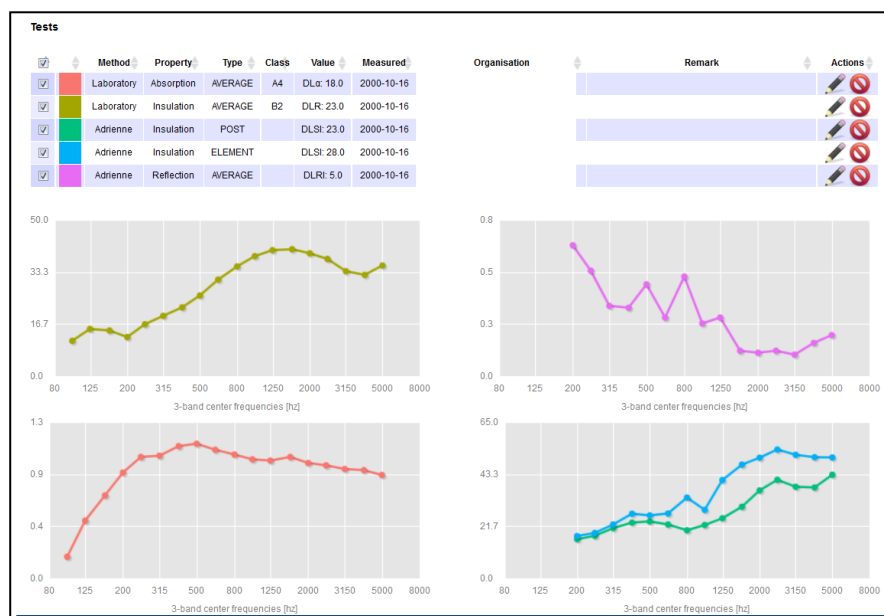 Tests
Method Property Type Class Value Measured Organisation Remark Actions
Laboratory Absorption AVERAGE A4 DLα: 18.0 2000-10-16
Laboratory Insulation AVERAGE B2 DLR: 23.0 2000-10-16
Adrienne Insulation POST DLSI: 23.0 2000-10-16
Adrienne Insulation ELEMENT DLSI: 28.0 2000-10-16
Adrienne Reflection AVERAGE DLRI: 5.0 2000-10-16
50.0
33.3
16.7
0.0
80 125 200 315 500 800 1250 2000 3150 5000 8000
3-band center frequencies [hz]
0.8
0.5
0.3
0.0
80 125 200 315 500 800 1250 2000 3150 5000 8000
3-band center frequencies [hz]
1.3
0.9
0.4
0.0
125 200 315 500 800 1250 2000 3150 5000 8000
3-band center frequencies [hz]
65.0
43.3
21.7
0.0
80 125 200 315 500 800 1250 2000 3150 5000 8000
3-band center frequencies [hz]